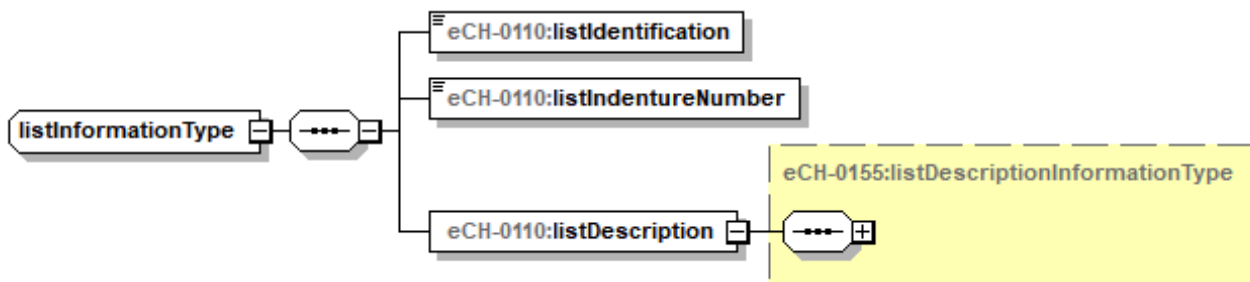 eCH-0110:listIdentification
eCH-0110:listIndentureNumber
listInformationType
eCH-0155:listDescriptionInformationType
eCH-0110:listDescription